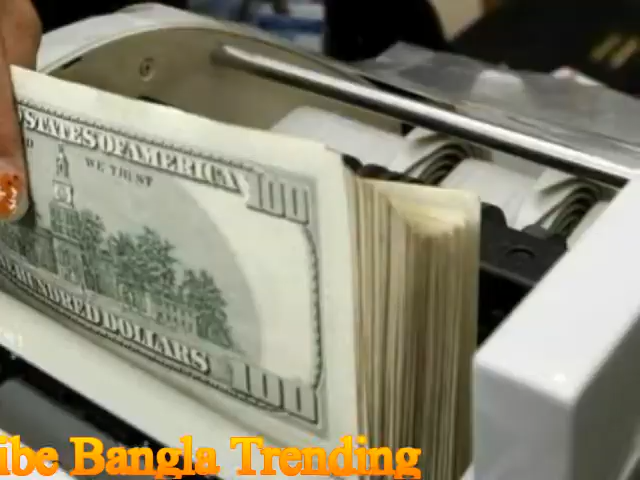 STATES OF AMERICA
WE TRUST
100
HUNDRED DOLLARS
100
ibe Bangla Trending